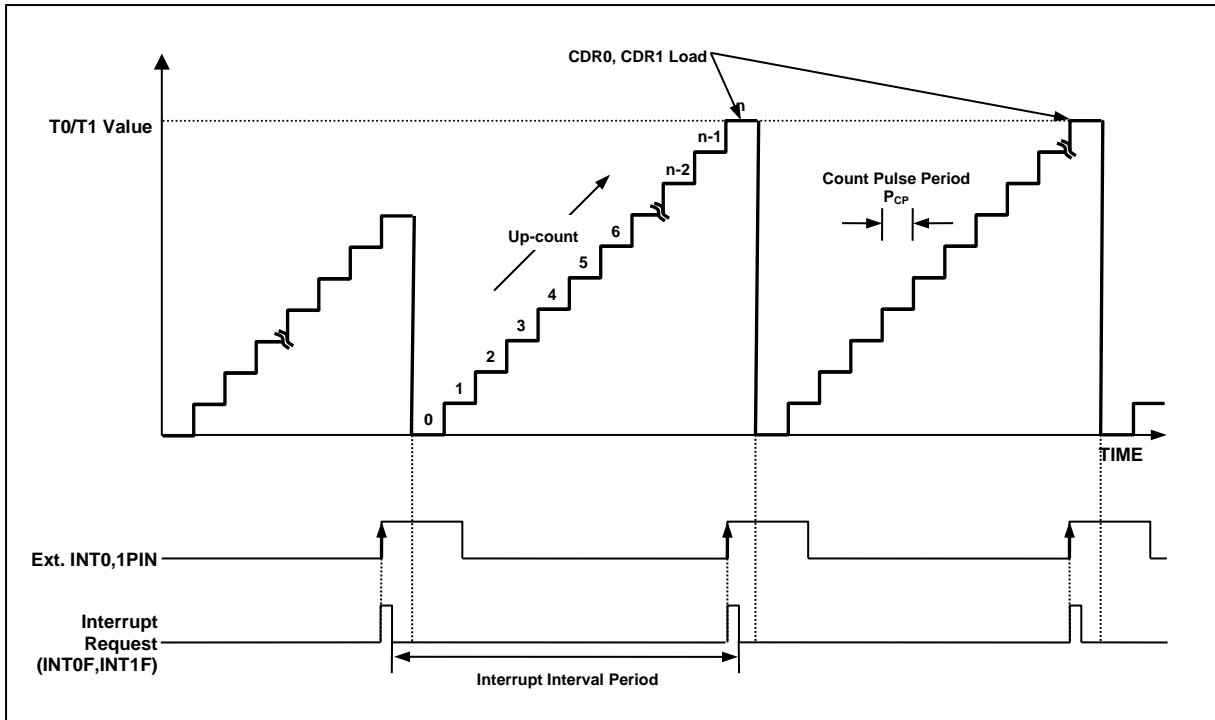 CDR0, CDR1 Load
n
T0/T1 Value
n-1
n-2
Count Pulse Period
PCP
Up-count
6
5
4
3
2
1
0
TIME
Ext. INT0,1PIN
Interrupt
Request
(INT0F,INT1F)
Interrupt Interval Period